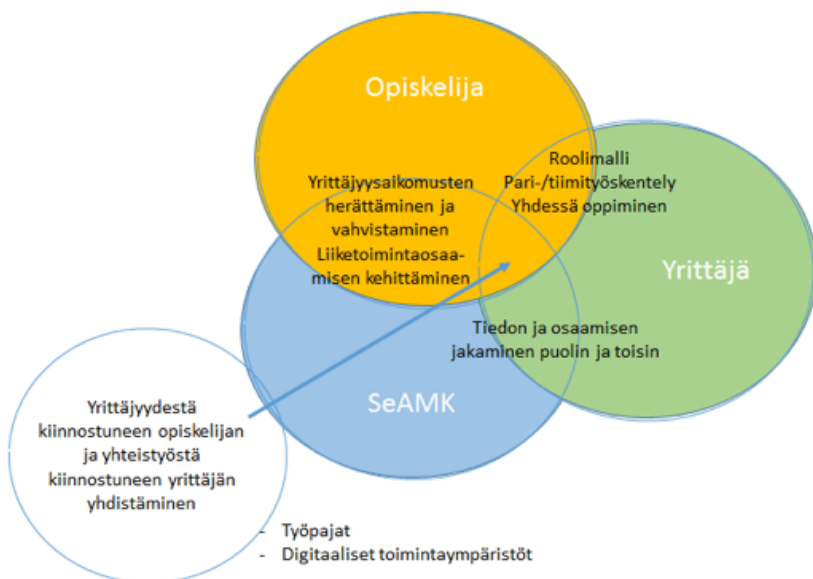 Opiskelija
Roolimalli
Pari-/tiimityöskentely
Yhdessä oppiminen
Yrittäjyysaikomusten
herättäminen ja
vahvistaminen
Liiketoimintaosaa-
misen kehittäminen
Yrittäjä
Tiedon ja osaamisen
jakaminen puolin ja toisin
SeAMK
Yrittäjyydestä
kiinnostuneen opiskelijan
ja yhteistyöstä
kiinnostuneen yrittäjän
yhdistäminen
- Työpajat
- Digitaaliset toimintaympäristöt